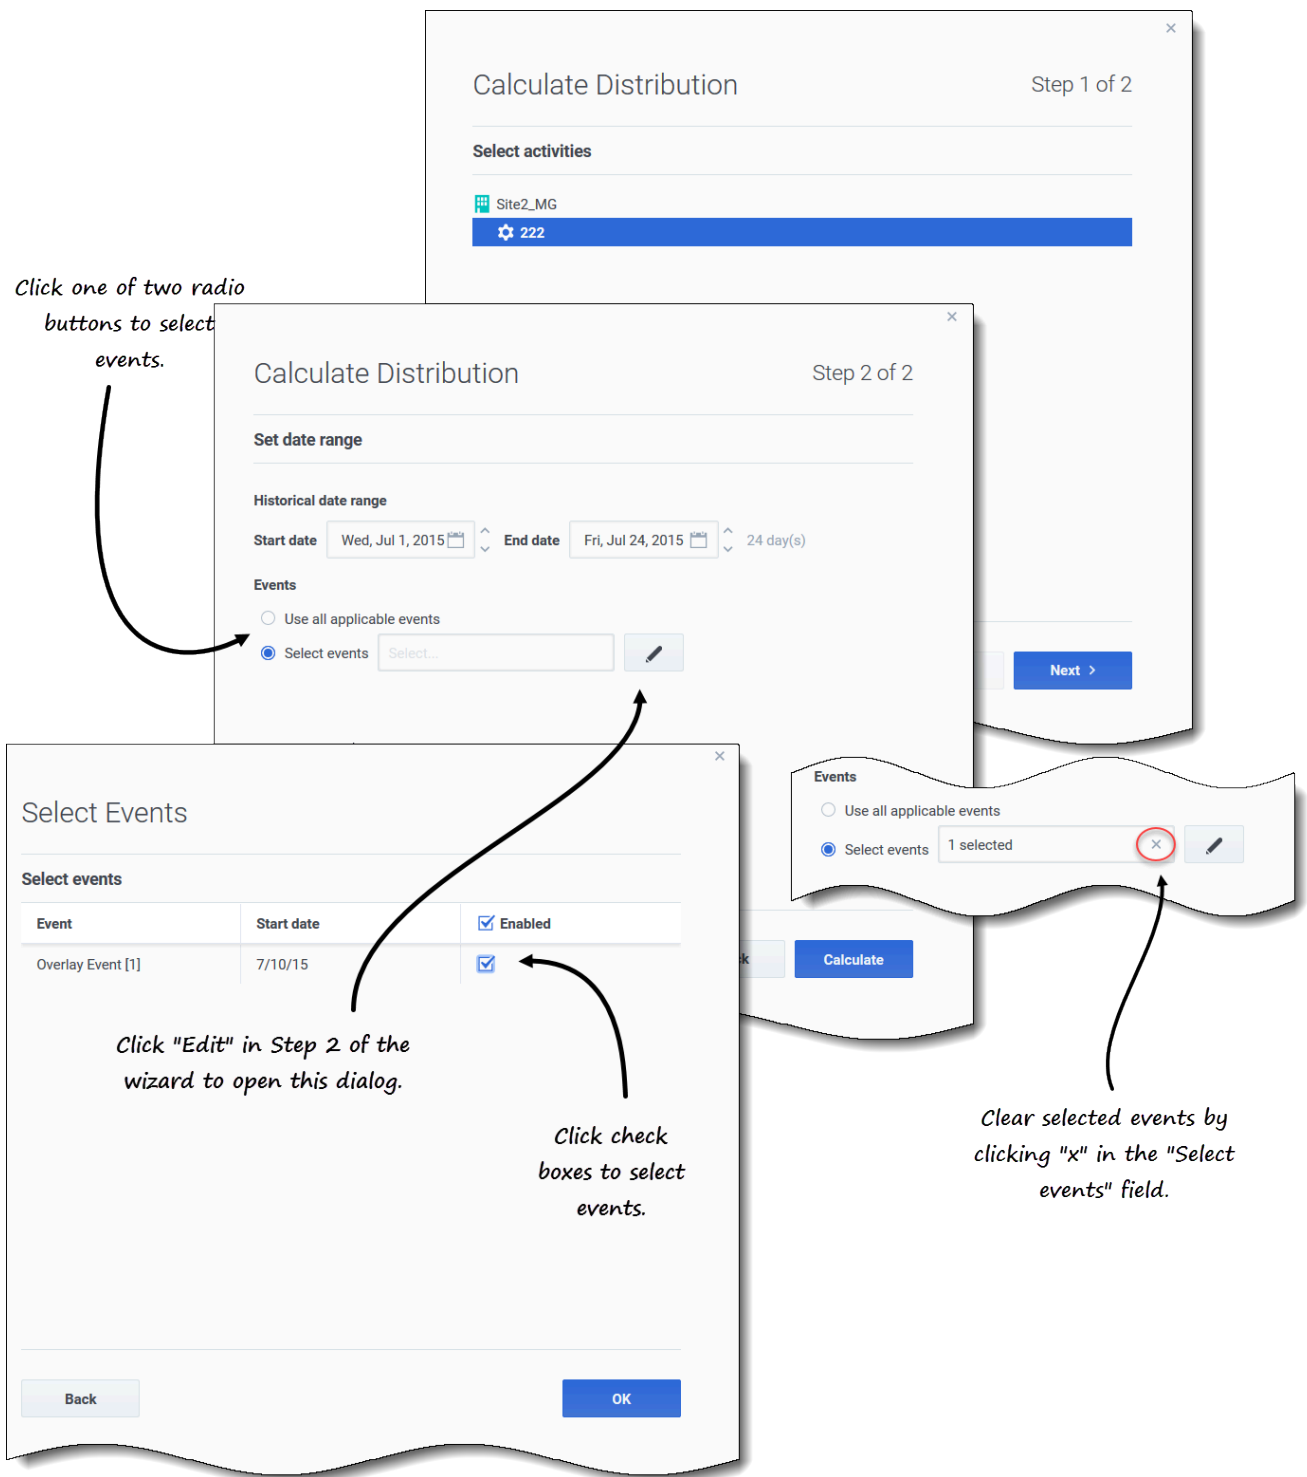 Calculate Distribution
Step 1 of 2
Select activities
Site2_MG
222
Next
Click one of two radio
buttons to select
events.
Calculate Distribution
Step 2 of 2
Set date range
Historical date range
Start date Wed, Jul 1, 2015 End date Fri, Jul 24, 2015 24 day(s)
Events
Use all applicable events
Select events Select...
Events
Use all applicable events
Select events 1 selected
Calculate
Select Events
Select events
Event Start date Enabled
Overlay Event [1] 7/10/15
Click "Edit" in Step 2 of the
wizard to open this dialog.
Click check
boxes to select
events.
Clear selected events by
clicking "x" in the "Select
events" field.
Back
OK